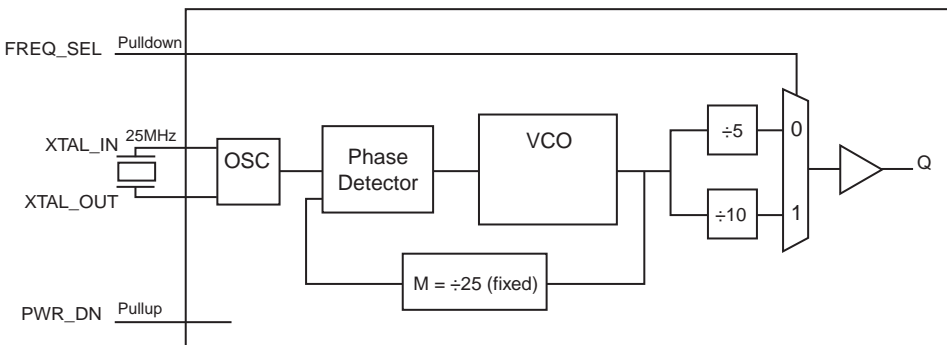 FREQ_SEL Pulldown
XTAL_IN 25MHz
XTAL_OUT
OSC
Phase
Detector
VCO
÷5
÷10
0
1
Q
M = ÷25 (fixed)
PWR_DN Pullup